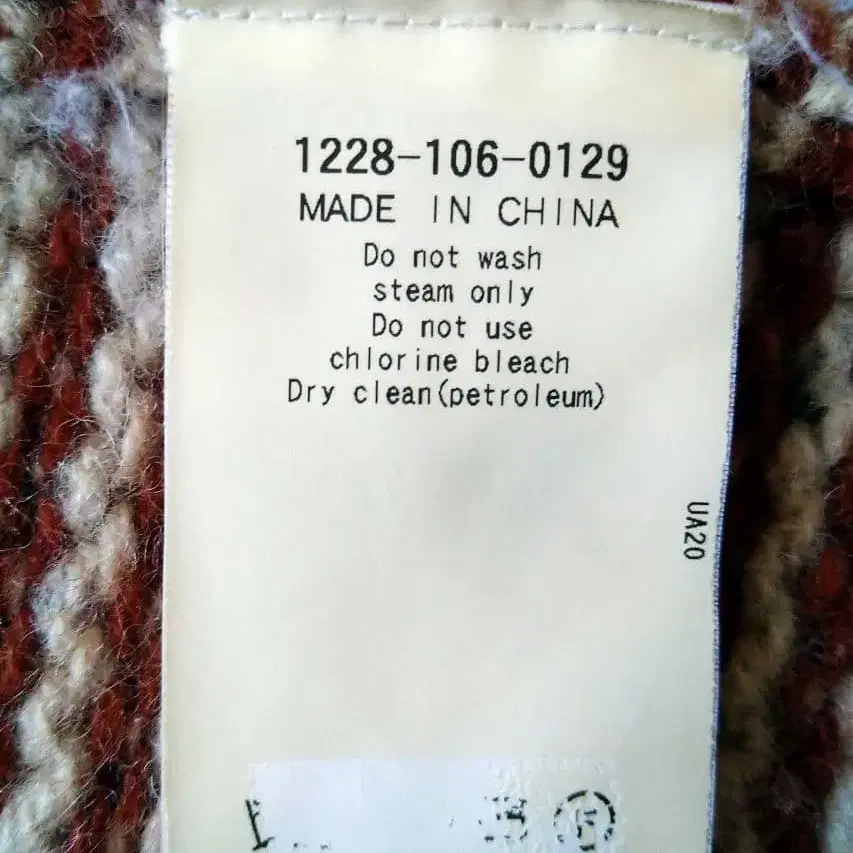 1228-106-0129
MADE IN CHINA
Do not wash
steam only
Do not use
chlorine bleach
Dry clean(petroleum)
UA20